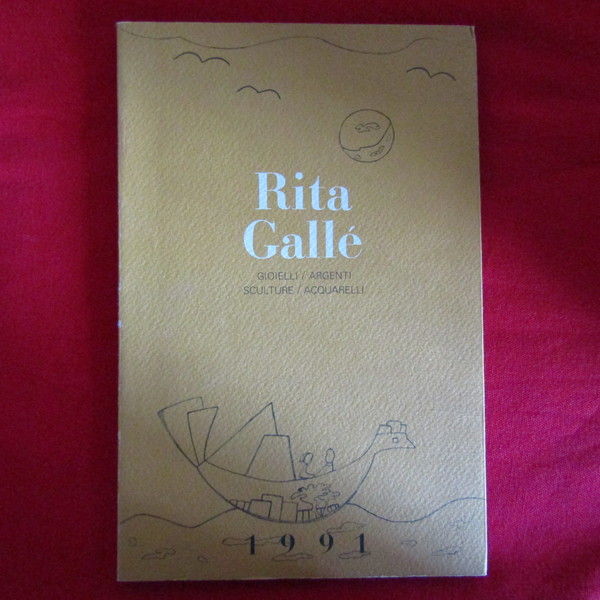 Rita
Gallé
GIOIELLI / ARGENTI
SCULTURE / ACQUARELLI
1991